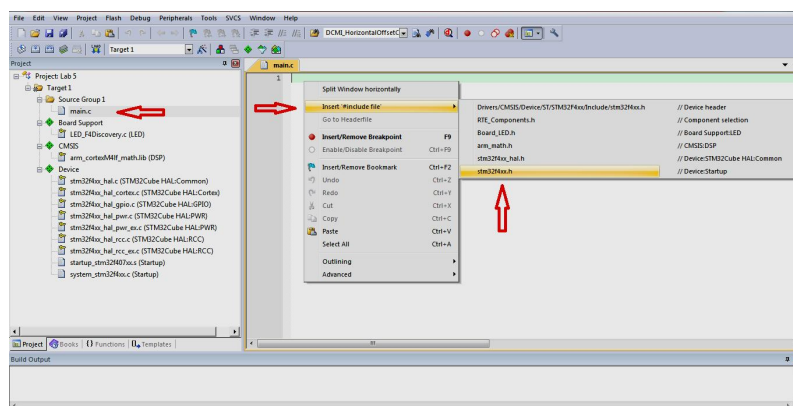 File Edit View Project Flash Debug Peripherals Tools SVCS Window Help
DCMI_HorizontalOffsetC
Target 1
Project
main.c
Project: Lab 5
Target 1
Source Group 1
main.c
Board Support
LED_F4Discovery.c (LED)
CMSIS
arm_cortexM4lf_math.lib (DSP)
Device
stm32f4xx_hal.c (STM32Cube HAL:Common)
stm32f4xx_hal_cortex.c (STM32Cube HAL:Cortex)
stm32f4xx_hal_gpio.c (STM32Cube HAL:GPIO)
stm32f4xx_hal_pwr.c (STM32Cube HAL:PWR)
stm32f4xx_hal_pwr_ex.c (STM32Cube HAL:PWR)
stm32f4xx_hal_rcc.c (STM32Cube HAL:RCC)
stm32f4xx_hal_rcc_ex.c (STM32Cube HAL:RCC)
startup_stm32f407xx.s (Startup)
system_stm32f4xx.c (Startup)
1
Split Window horizontally
Insert '#include file'
Go to Headerfile
Insert/Remove Breakpoint F9
Enable/Disable Breakpoint Ctrl+F9
Insert/Remove Bookmark Ctrl+F2
Undo Ctrl+Z
Redo Ctrl+Y
Cut Ctrl+X
Copy Ctrl+C
Paste Ctrl+V
Select All Ctrl+A
Outlining
Advanced
Drivers/CMSIS/Device/ST/STM32F4xx/Include/stm32f4xx.h // Device header
RTE_Components.h // Component selection
Board_LED.h // Board Support:LED
arm_math.h // CMSIS:DSP
stm32f4xx_hal.h // Device:STM32Cube HAL:Common
stm32f4xx.h // Device:Startup
Project Books {} Functions Templates
Build Output